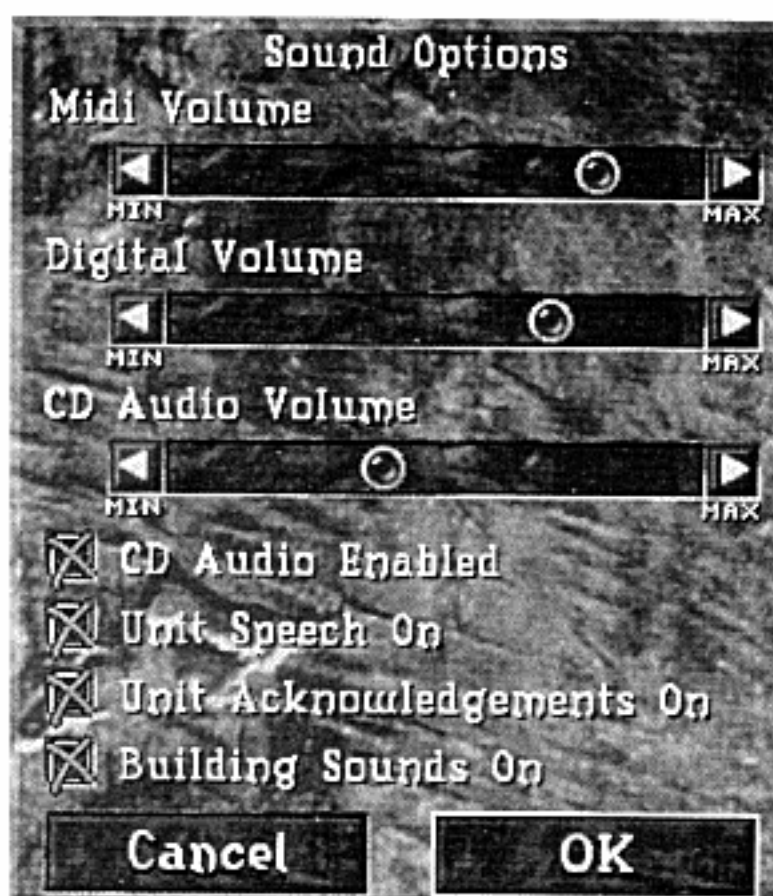 Sound Options
Midi Volume
MIN MAX
Digital Volume
MIN MAX
CD Audio Volume
MIN MAX
CD Audio Enabled
Unit Speech On
Unit Acknowledgements On
Building Sounds On
Cancel OK